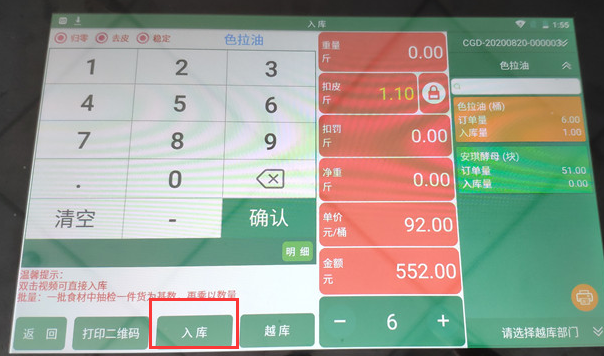 1:55
入库
归零 去皮 稳定 色拉油
1 2 3
4 5 6
7 8 9
. 0
清空 - 确认
明细
温馨提示:
双击视频可直接入库
批量: 一批食材中抽检一件货为基数，再乘以数量
返回 打印二维码 入库 越库
重量
斤 0.00
扣皮
斤 1.10
扣罚
斤 0.00
净重
斤 0.00
单价
元/桶 92.00
金额
元 552.00
− 6 +
CGD-20200820-000003
色拉油
色拉油 (桶)
订单量 6.00
入库量 1.00
安琪酵母 (块)
订单量 51.00
入库量 0.00
请选择越库部门